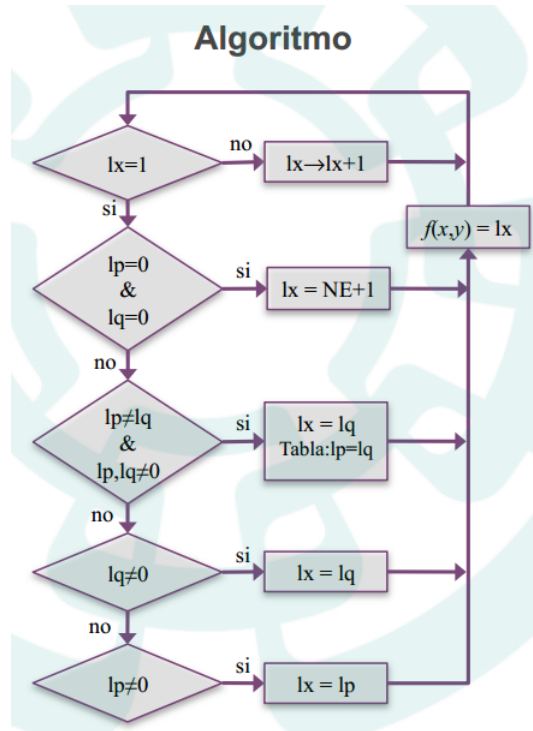 Algoritmo
lx=1
no
lx→lx+1
si
f(x,y) = lx
lp=0
&
lq=0
si
lx = NE+1
no
lp≠lq
&
lp,lq≠0
si
lx = lq
Tabla:lp=lq
no
lq≠0
si
lx = lq
no
lp≠0
si
lx = lp